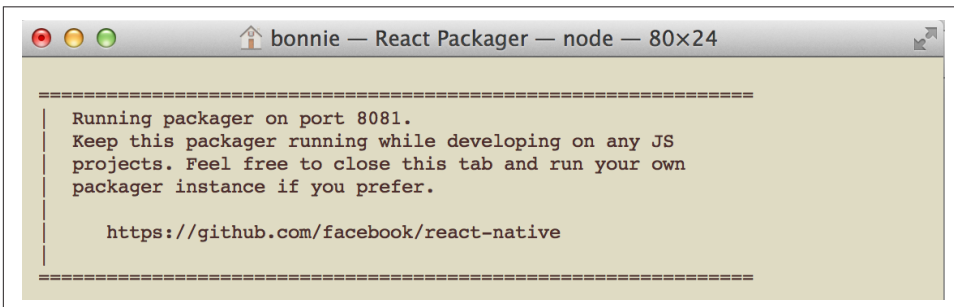 bonnie — React Packager — node — 80×24
===============================================================
| Running packager on port 8081.
| Keep this packager running while developing on any JS
| projects. Feel free to close this tab and run your own
| packager instance if you prefer.
|
| https://github.com/facebook/react-native
|
===============================================================